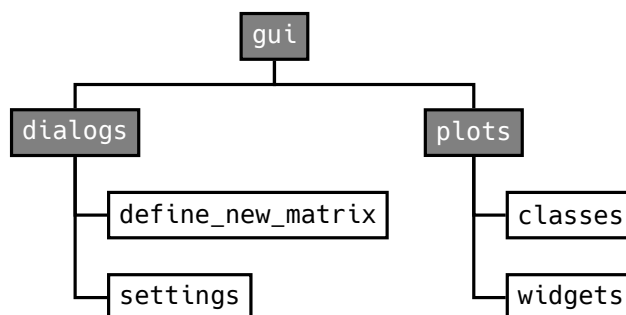 gui
dialogs
plots
define_new_matrix
classes
settings
widgets